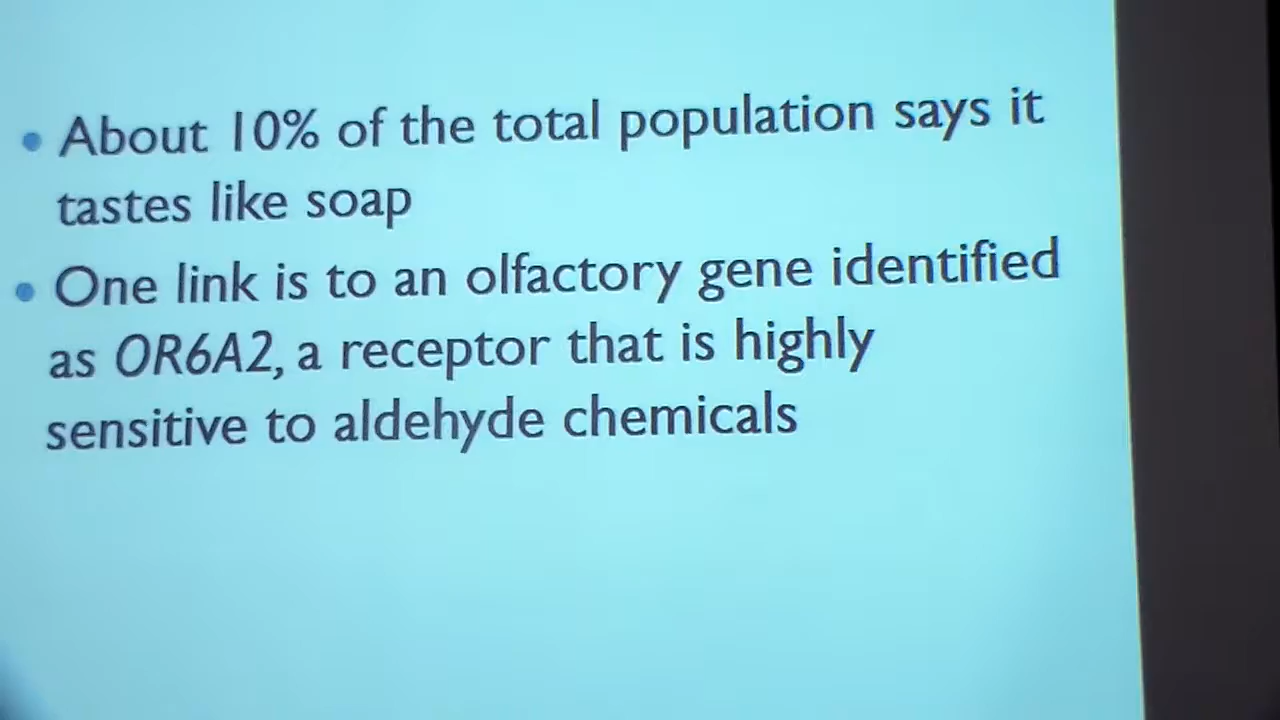 • About 10% of the total population says it
tastes like soap
• One link is to an olfactory gene identified
as OR6A2, a receptor that is highly
sensitive to aldehyde chemicals